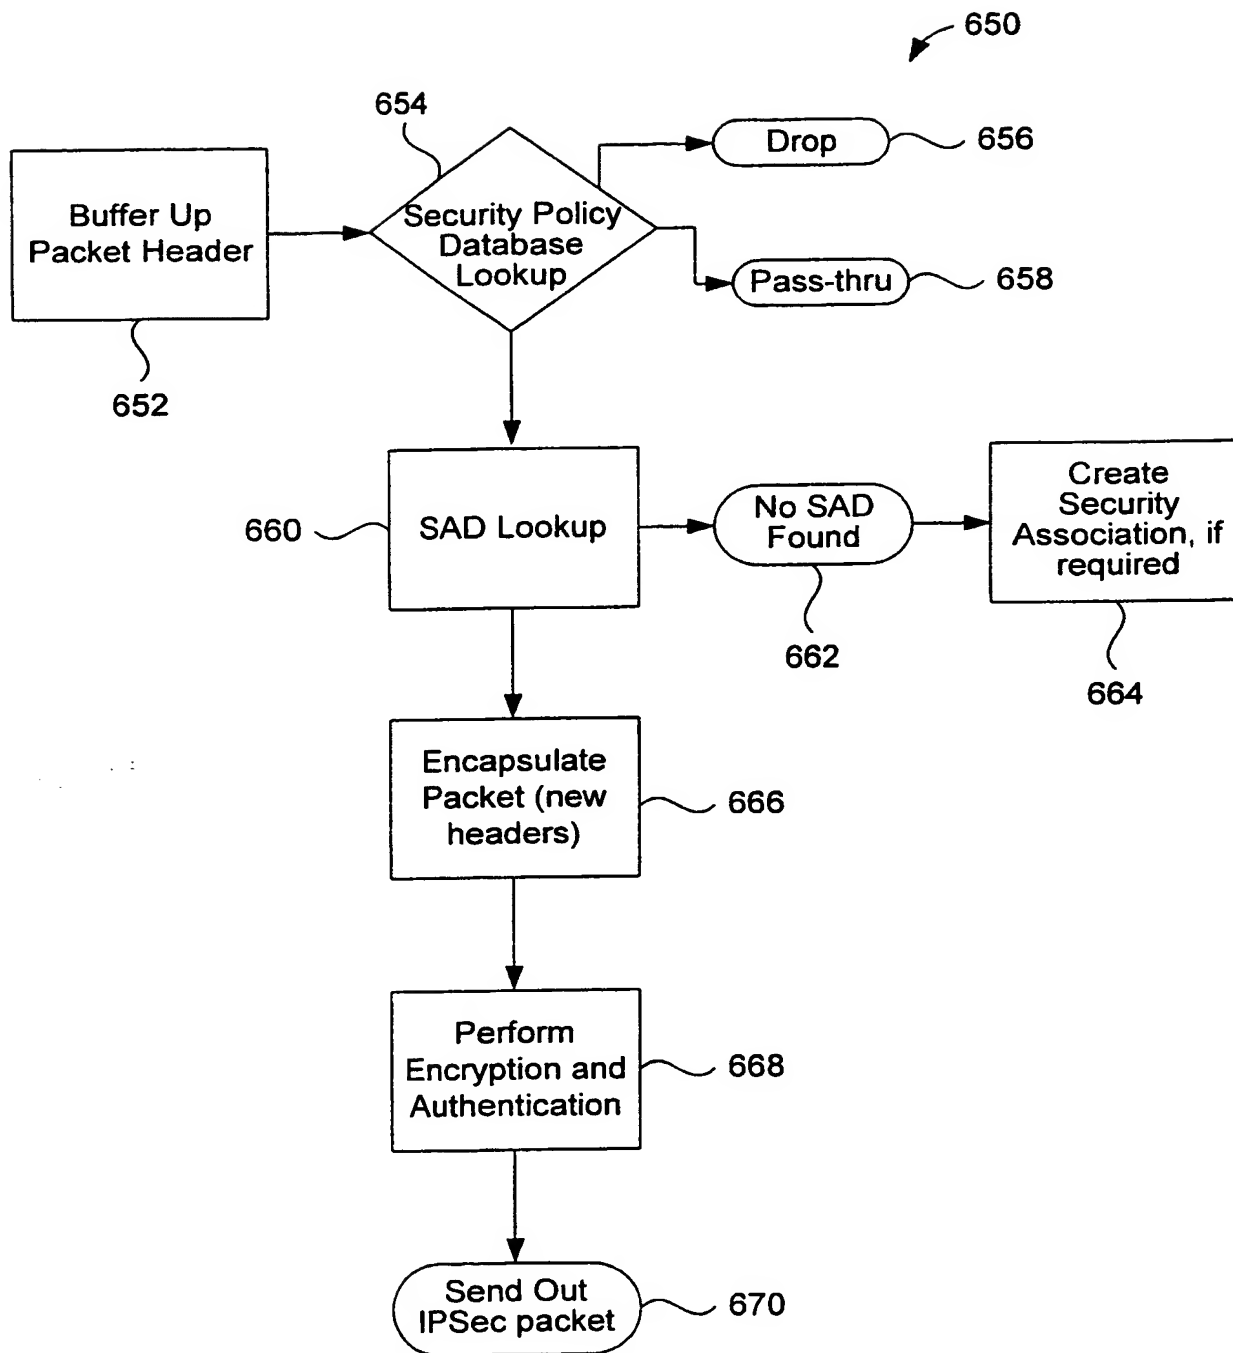 650
654
Drop
656
Buffer Up
Packet Header
Security Policy
Database
Lookup
Pass-thru
658
652
660
SAD Lookup
No SAD
Found
Create
Security
Association, if
required
662
664
Encapsulate
Packet (new
headers)
666
Perform
Encryption and
Authentication
668
Send Out
IPSec packet
670